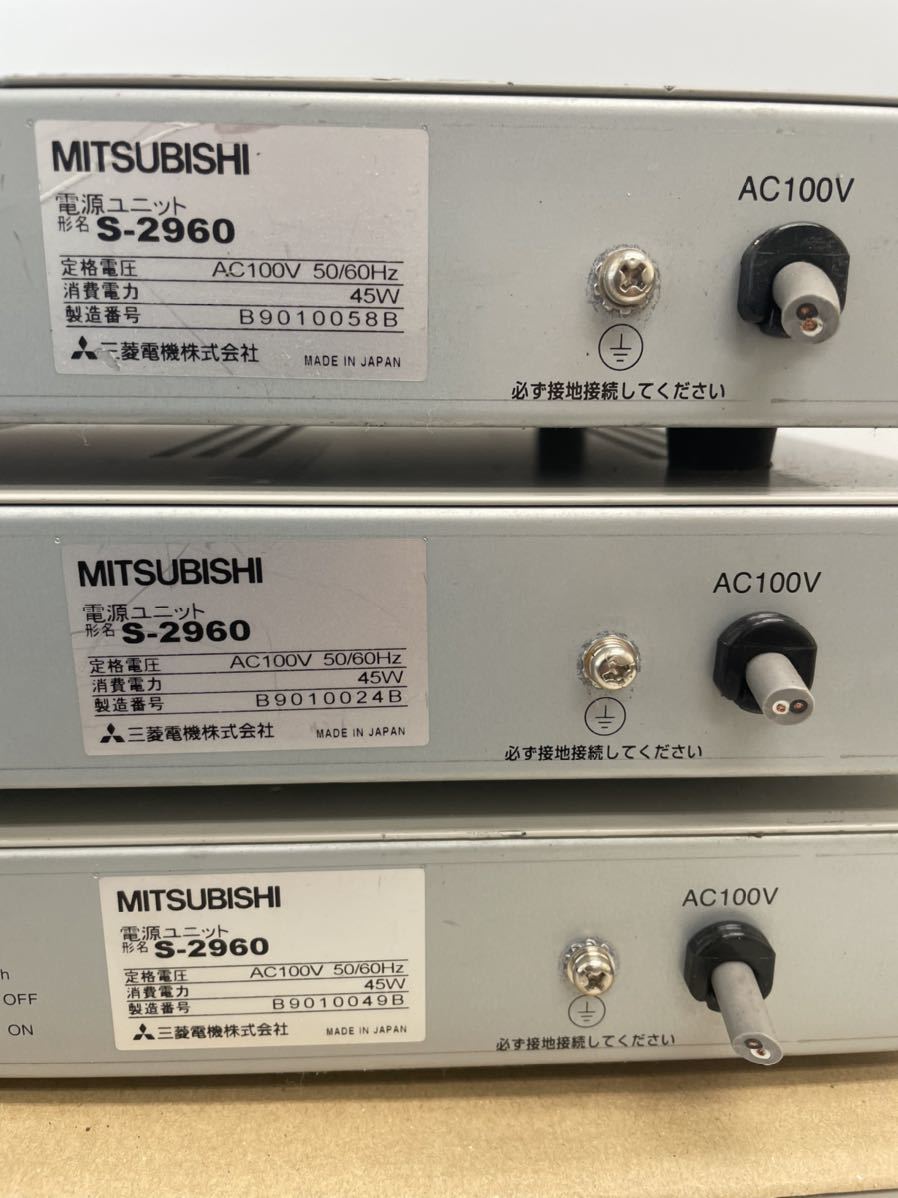 MITSUBISHI
電源ユニット
形名 S-2960
定格電圧 AC100V 50/60Hz
消費電力 45W
製造番号 B9010058B
三菱電機株式会社 MADE IN JAPAN
AC100V
必ず接地接続してください
MITSUBISHI
電源ユニット
形名 S-2960
定格電圧 AC100V 50/60Hz
消費電力 45W
製造番号 B9010024B
三菱電機株式会社 MADE IN JAPAN
AC100V
必ず接地接続してください
h
OFF
ON
MITSUBISHI
電源ユニット
形名 S-2960
定格電圧 AC100V 50/60Hz
消費電力 45W
製造番号 B9010049B
三菱電機株式会社 MADE IN JAPAN
AC100V
必ず接地接続してください